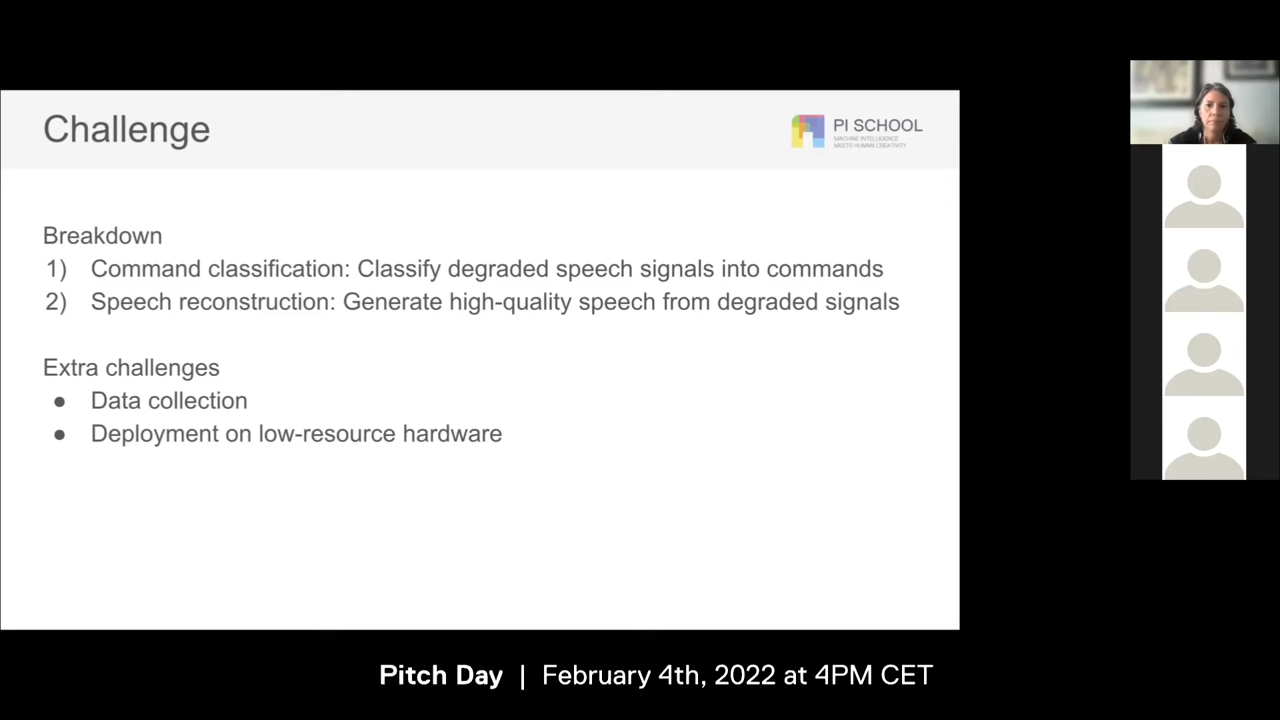 Challenge
PI SCHOOL
MACHINE INTELLIGENCE
MEETS HUMAN CREATIVITY
Breakdown
1) Command classification: Classify degraded speech signals into commands
2) Speech reconstruction: Generate high-quality speech from degraded signals
Extra challenges
● Data collection
● Deployment on low-resource hardware
Pitch Day | February 4th, 2022 at 4PM CET